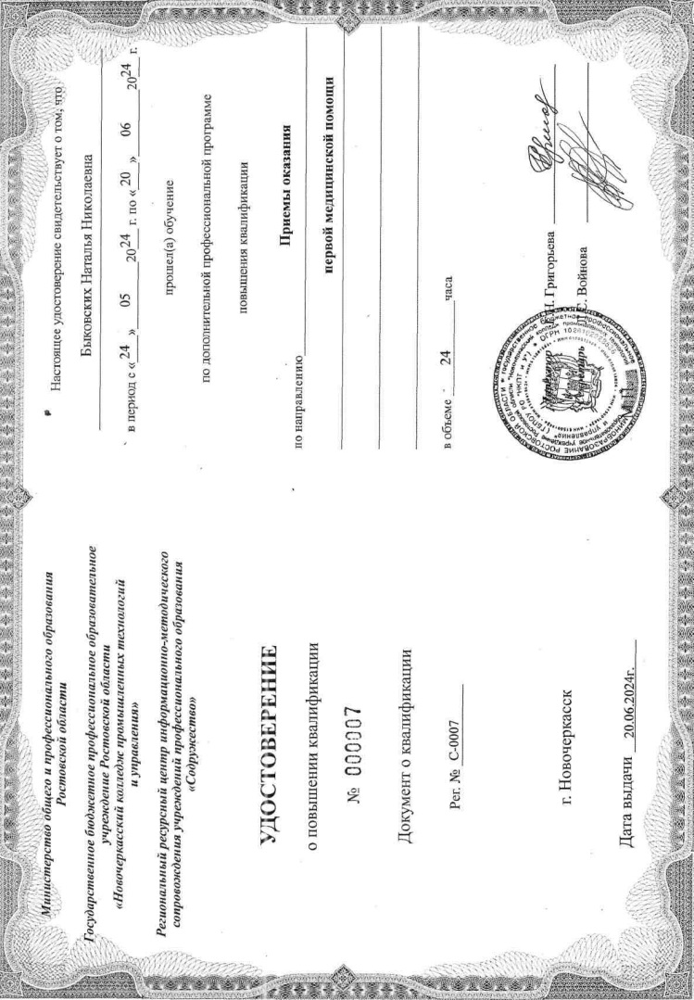 Министерство общего и профессионального образования
Ростовской области
Государственное бюджетное профессиональное образовательное
учреждение Ростовской области
«Новочеркасский колледж промышленных технологий
и управления»
Региональный ресурсный центр информационно-методического
сопровождения учреждений профессионального образования
«Содружество»
УДОСТОВЕРЕНИЕ
о повышении квалификации
№ 000007
Документ о квалификации
Рег. № С-0007
г. Новочеркасск
Дата выдачи 20.06.2024г.
Настоящее удостоверение свидетельствует о том, что
Быковских Наталья Николаевна
в период с « 24 » 05 2024 г. по « 20 » 06 2024 г.
прошел(а) обучение
по дополнительной профессиональной программе
повышения квалификации
по направлению Приемы оказания
первой медицинской помощи
в объеме 24 часа
Директор Григорьева
Секретарь С. Войнова
М.П.